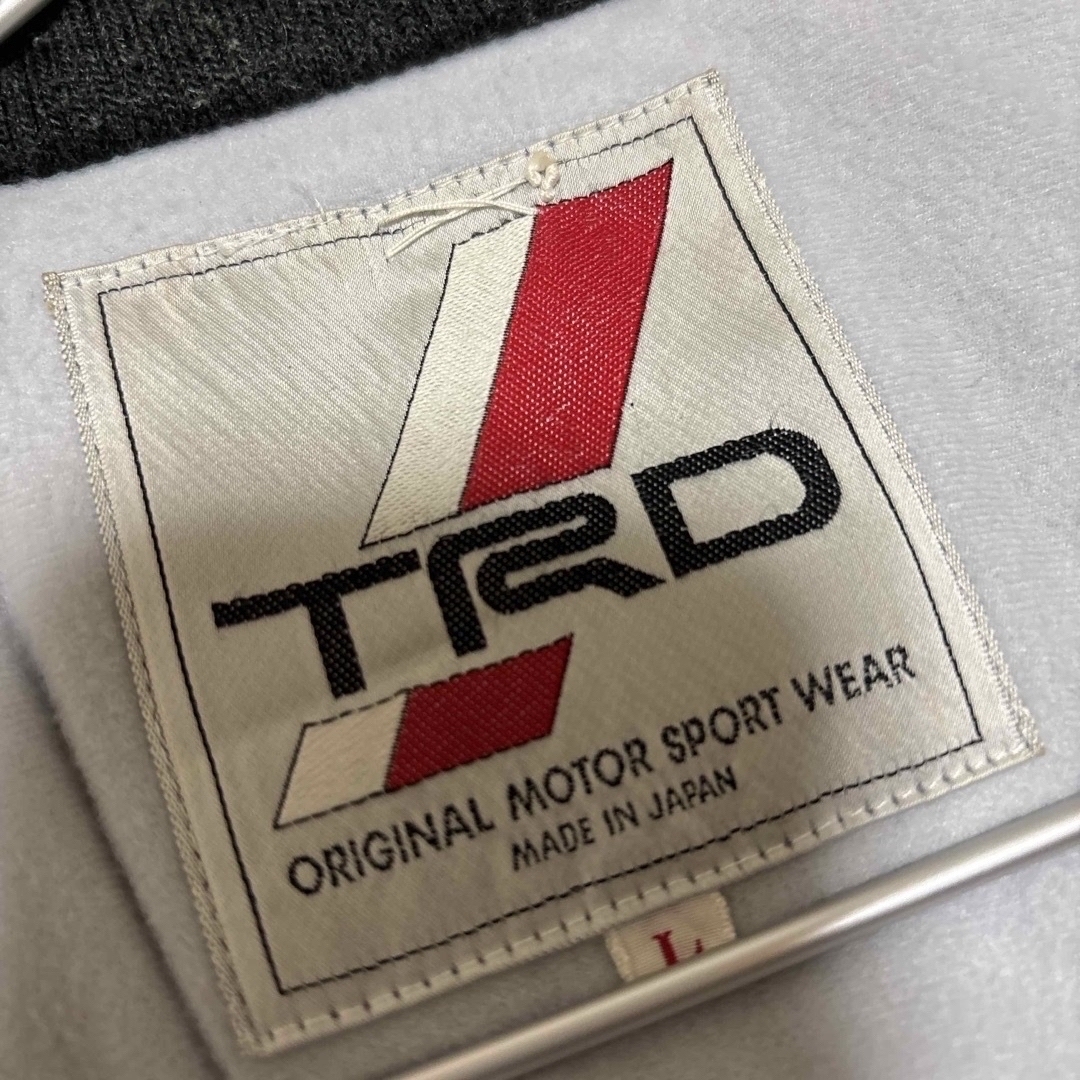 TRD
ORIGINAL MOTOR SPORT WEAR
MADE IN JAPAN
L